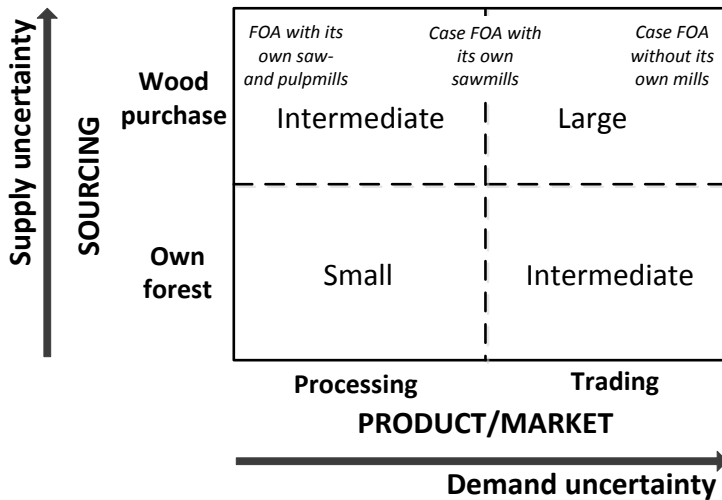 Supply uncertainty
SOURCING
Wood
purchase
Own
forest
FOA with its
own saw-
and pulpmills
Case FOA with
its own
sawmills
Case FOA
without its
own mills
Intermediate
Large
Small
Intermediate
Processing
Trading
PRODUCT/MARKET
Demand uncertainty